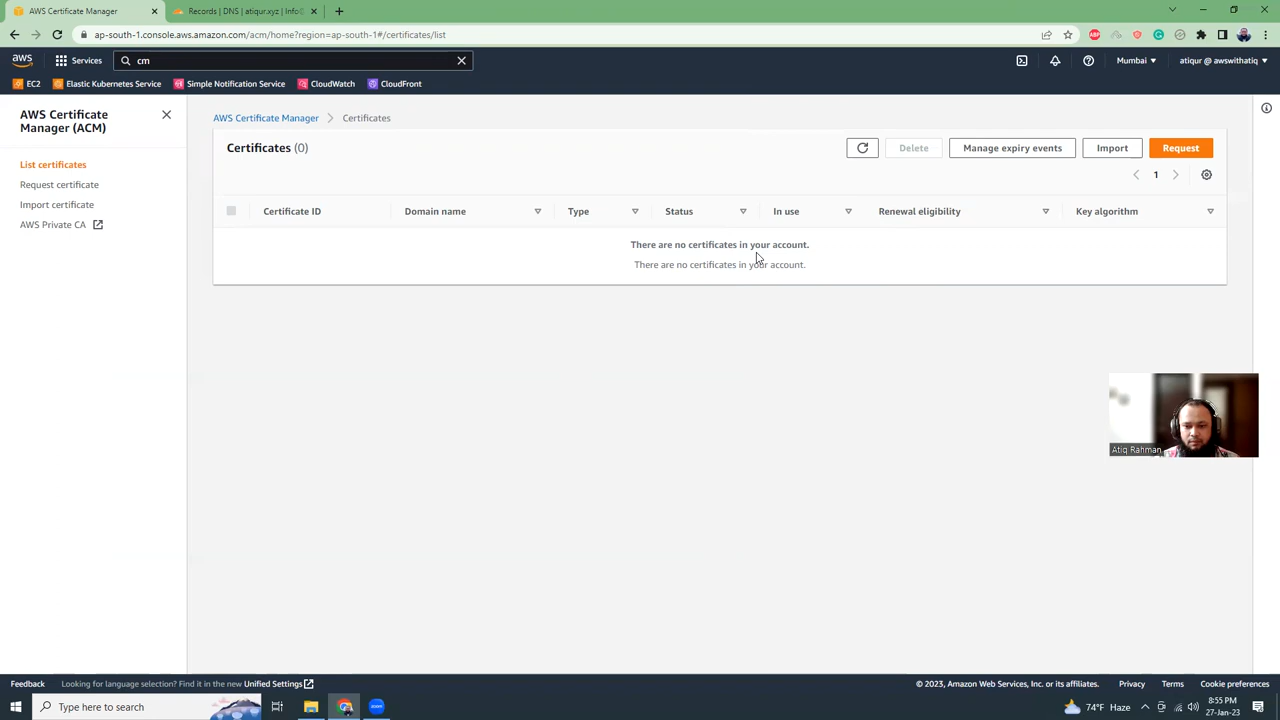 AWS Certificate Manager
Records | DNS | atiqur.xyz | Info@
ap-south-1.console.aws.amazon.com/acm/home?region=ap-south-1#/certificates/list
aws
Services
cm
Mumbai
atiqur @ awswithatiq
EC2
Elastic Kubernetes Service
Simple Notification Service
CloudWatch
CloudFront
AWS Certificate
Manager (ACM)
List certificates
Request certificate
Import certificate
AWS Private CA
AWS Certificate Manager
Certificates
Certificates (0)
Delete
Manage expiry events
Import
Request
1
Certificate ID
Domain name
Type
Status
In use
Renewal eligibility
Key algorithm
There are no certificates in your account.
There are no certificates in your account.
Atiq Rahman
Feedback
Looking for language selection? Find it in the new Unified Settings
© 2023, Amazon Web Services, Inc. or its affiliates.
Privacy
Terms
Cookie preferences
Type here to search
zoom
74°F Haze
8:55 PM
27-Jan-23